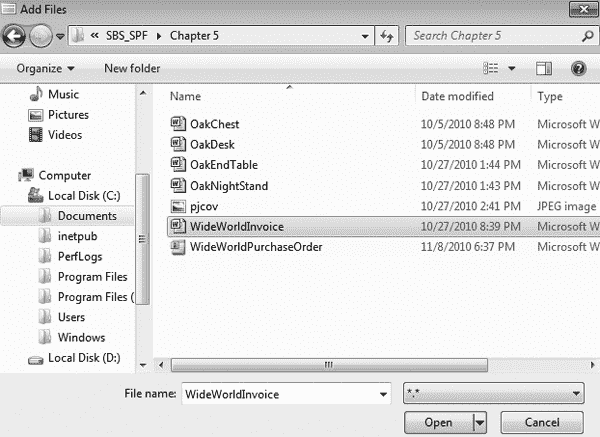 Add Files
« SBS_SPF ▸ Chapter 5
Search Chapter 5
Organize New folder
Music
Pictures
Videos
Computer
Local Disk (C:)
Documents
inetpub
PerfLogs
Program Files
Program Files (
Users
Windows
Local Disk (D:)
Name Date modified Type
OakChest 10/5/2010 8:48 PM Microsoft W
OakDesk 10/5/2010 8:48 PM Microsoft W
OakEndTable 10/27/2010 1:44 PM Microsoft W
OakNightStand 10/27/2010 1:43 PM Microsoft W
pjcov 10/27/2010 2:41 PM JPEG image
WideWorldInvoice 10/27/2010 8:39 PM Microsoft W
WideWorldPurchaseOrder 11/8/2010 6:37 PM Microsoft W
File name: WideWorldInvoice *.*
Open Cancel